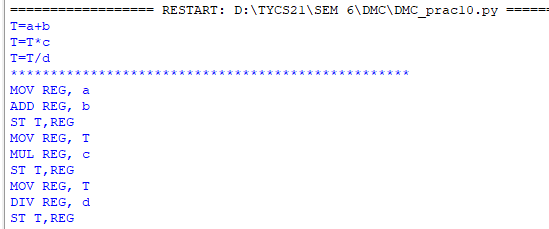 ================== RESTART: D:\TYCS21\SEM 6\DMC\DMC_prac10.py ======
T=a+b
T=T*c
T=T/d
**************************************************
MOV REG, a
ADD REG, b
ST T,REG
MOV REG, T
MUL REG, c
ST T,REG
MOV REG, T
DIV REG, d
ST T,REG